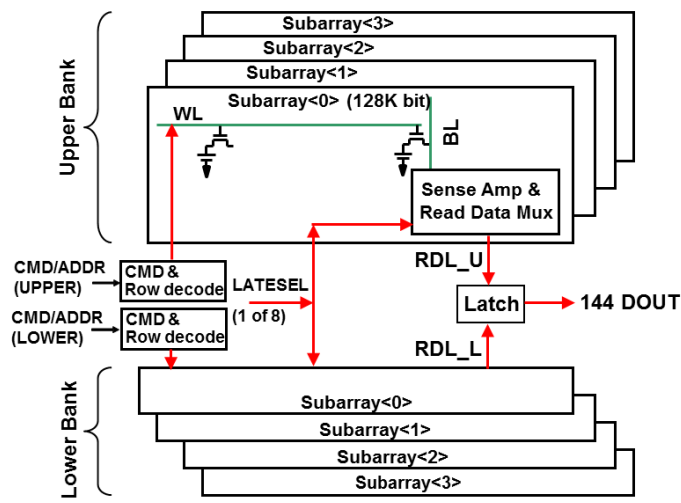 Upper Bank
Subarray<3>
Subarray<2>
Subarray<1>
Subarray<0> (128K bit)
WL
BL
Sense Amp &
Read Data Mux
RDL_U
CMD/ADDR
(UPPER)
CMD &
Row decode
LATESEL
(1 of 8)
Latch
144 DOUT
CMD/ADDR
(LOWER)
CMD &
Row decode
RDL_L
Lower Bank
Subarray<0>
Subarray<1>
Subarray<2>
Subarray<3>